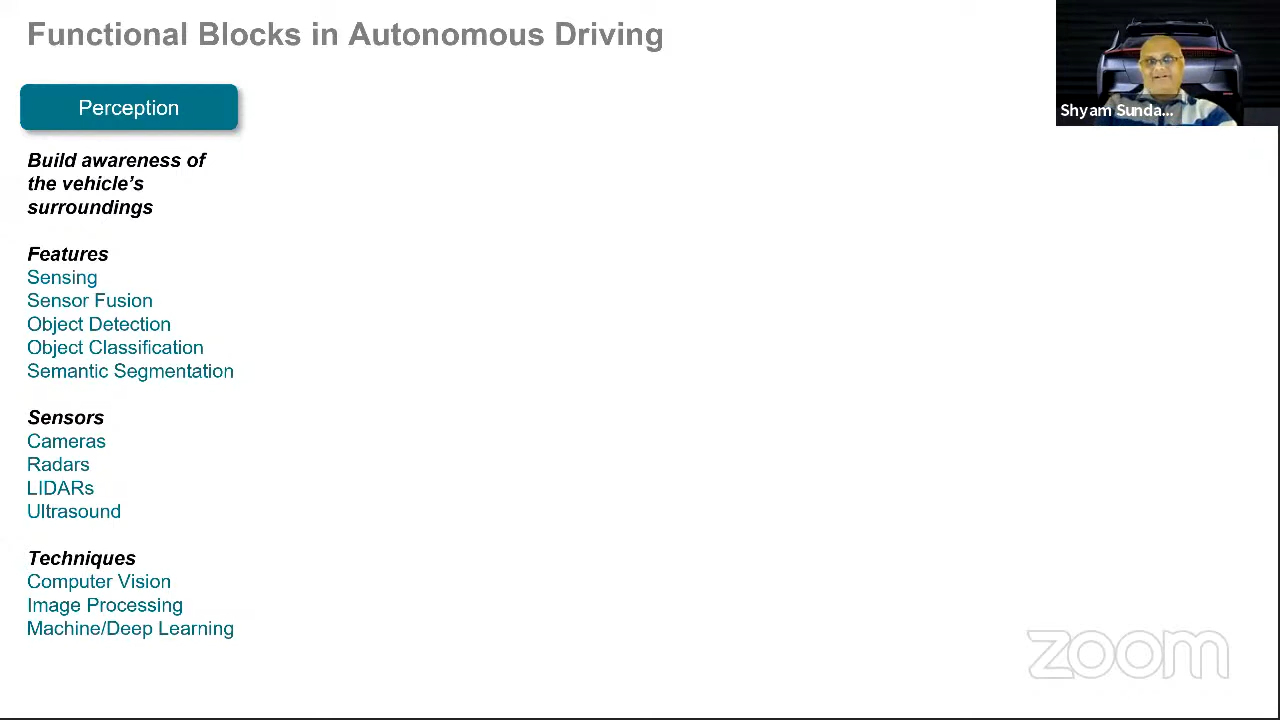 Functional Blocks in Autonomous Driving
Perception
Build awareness of
the vehicle’s
surroundings
Features
Sensing
Sensor Fusion
Object Detection
Object Classification
Semantic Segmentation
Sensors
Cameras
Radars
LIDARs
Ultrasound
Techniques
Computer Vision
Image Processing
Machine/Deep Learning
Shyam Sunda...
zoom